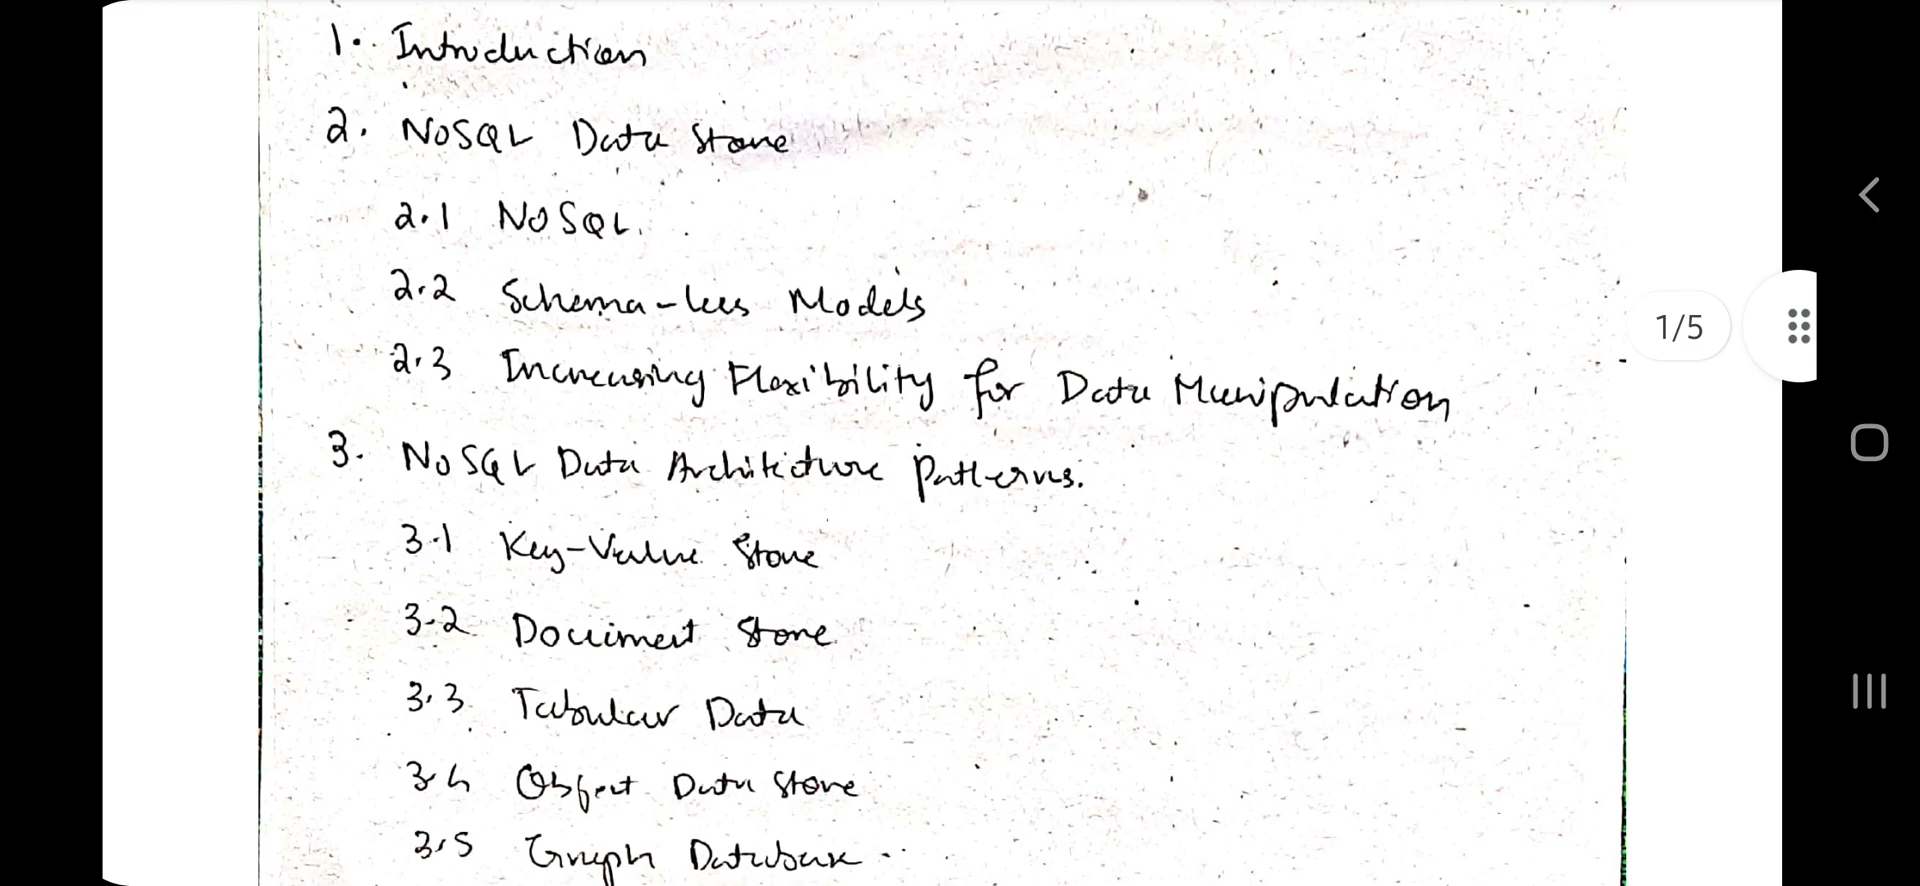 1. Introduction
2. NoSQL Data Store
2.1 NoSQL.
2.2 Schema-less Models
2.3 Increasing Flexibility for Data Manipulation
3. NoSQL Data Architecture Patterns.
3.1 Key-Value Store
3.2 Document Store
3.3 Tabular Data
3.4 Object Data Store
3.5 Graph Database
1/5